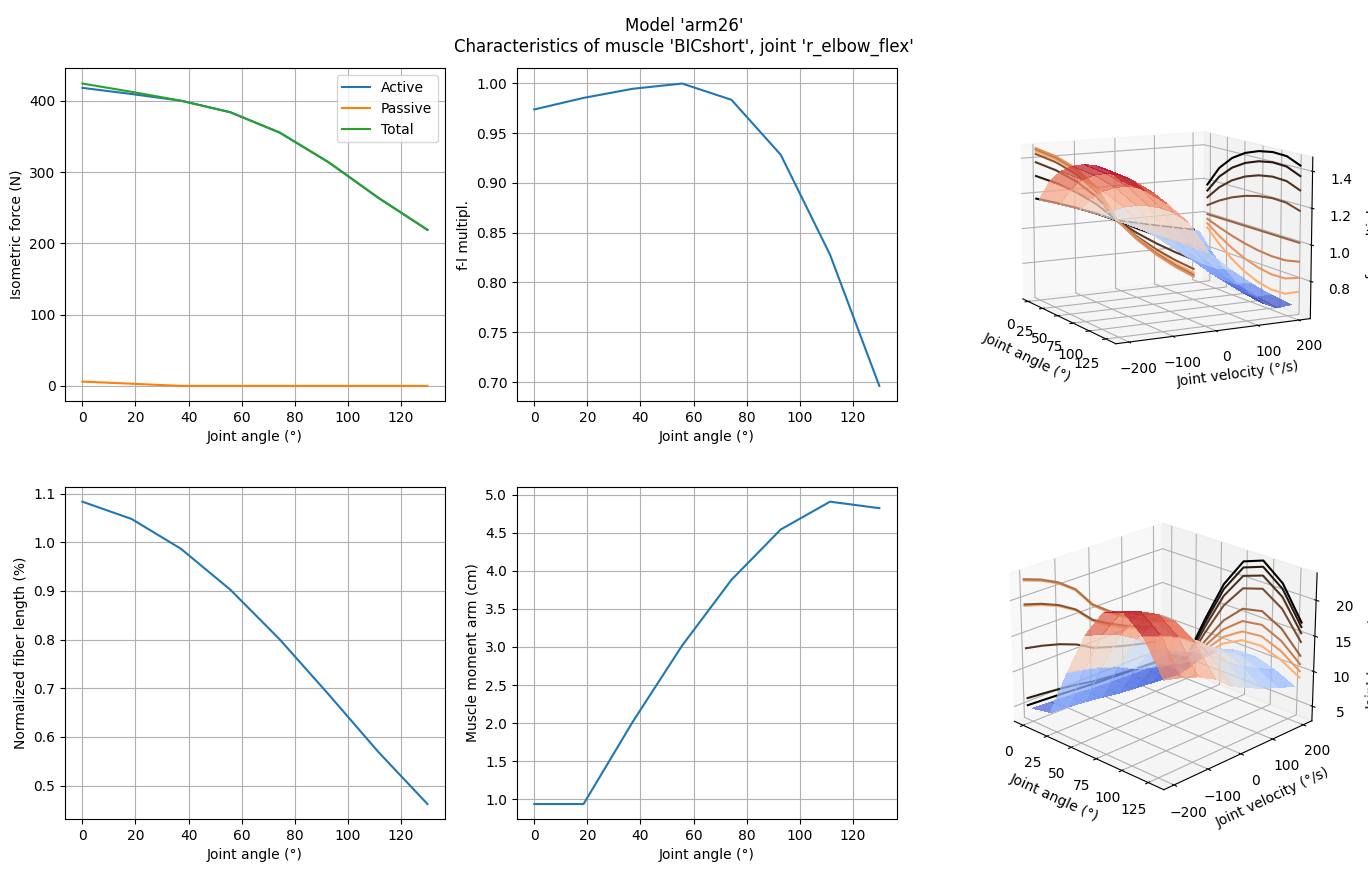 Model 'arm26'
Characteristics of muscle 'BICshort', joint 'r_elbow_flex'
Isometric force (N)
400
300
200
100
0
Active
Passive
Total
0 20 40 60 80 100 120
Joint angle (°)
f-l multipl.
1.00
0.95
0.90
0.85
0.80
0.75
0.70
0 20 40 60 80 100 120
Joint angle (°)
1.4
1.2
1.0
0.8
0 25 50 75 100 125
Joint angle (°)
−200 −100 0 100 200
Joint velocity (°/s)
Normalized fiber length (%)
1.1
1.0
0.9
0.8
0.7
0.6
0.5
0 20 40 60 80 100 120
Joint angle (°)
Muscle moment arm (cm)
5.0
4.5
4.0
3.5
3.0
2.5
2.0
1.5
1.0
0 20 40 60 80 100 120
Joint angle (°)
20
15
10
5
0 25 50 75 100 125
Joint angle (°)
−200 −100 0 100 200
Joint velocity (°/s)